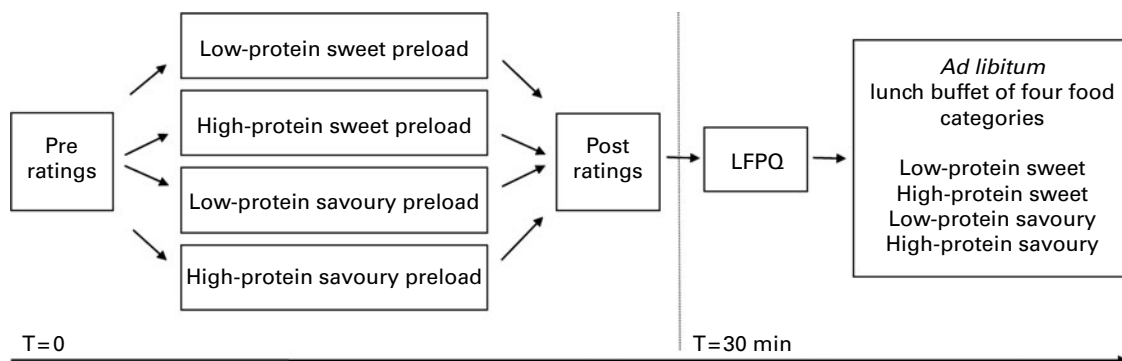 Pre
ratings
Low-protein sweet preload
High-protein sweet preload
Low-protein savoury preload
High-protein savoury preload
Post
ratings
LFPQ
Ad libitum
lunch buffet of four food
categories
Low-protein sweet
High-protein sweet
Low-protein savoury
High-protein savoury
T=0
T=30 min